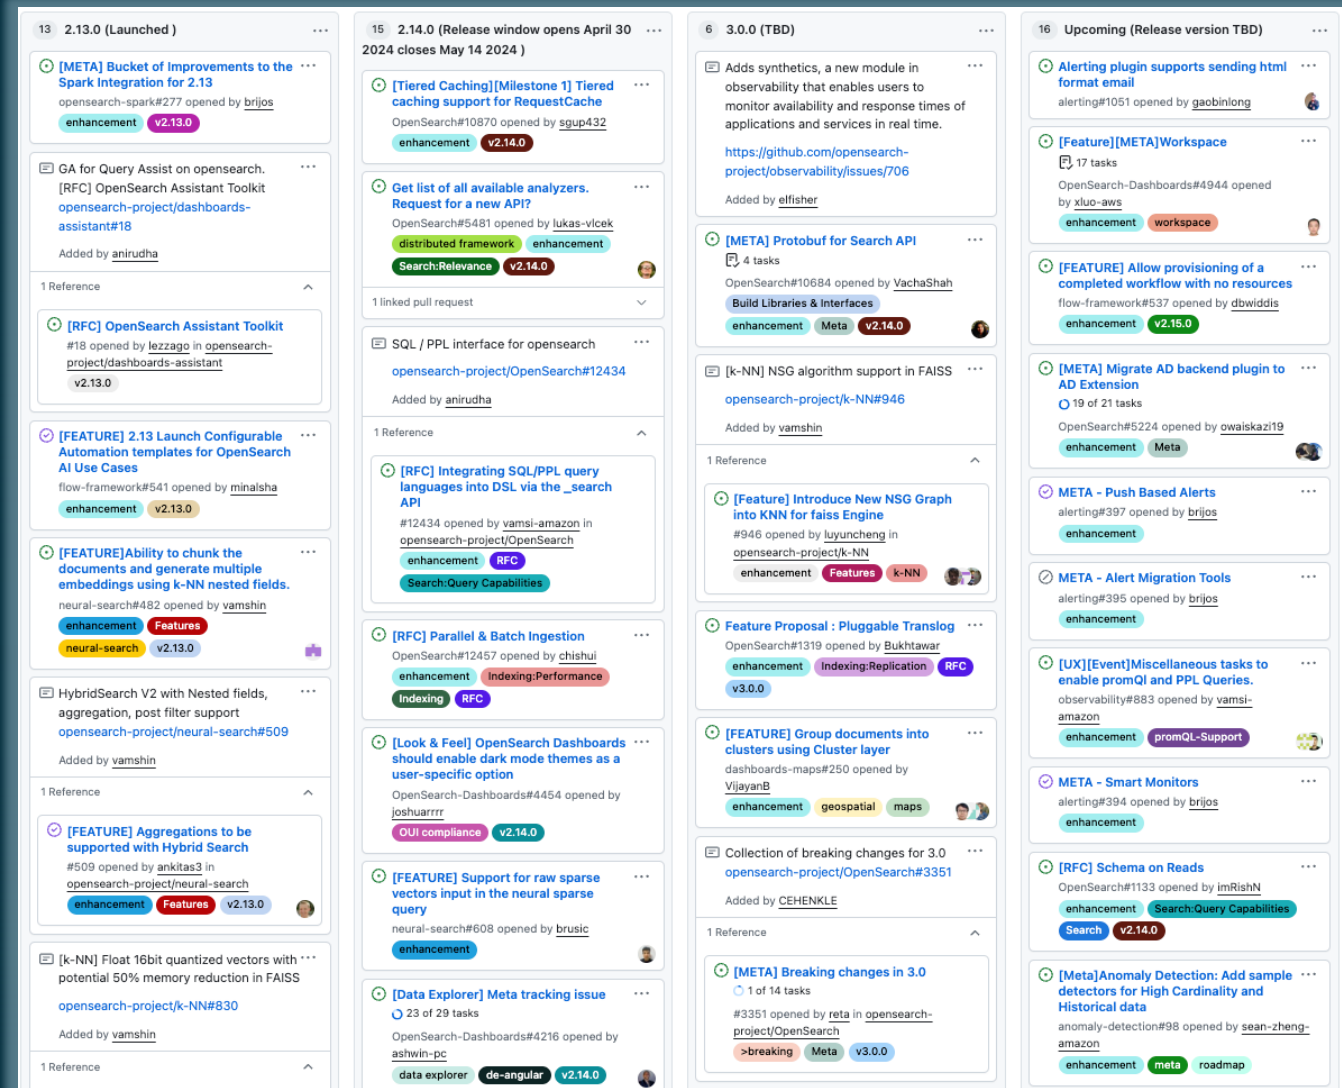 13 2.13.0 (Launched )
[META] Bucket of Improvements to the
Spark Integration for 2.13
opensearch-spark#277 opened by brijos
enhancement v2.13.0
GA for Query Assist on opensearch.
[RFC] OpenSearch Assistant Toolkit
opensearch-project/dashboards-
assistant#18
Added by anirudha
1 Reference
[RFC] OpenSearch Assistant Toolkit
#18 opened by lezzago in opensearch-
project/dashboards-assistant
v2.13.0
[FEATURE] 2.13 Launch Configurable
Automation templates for OpenSearch
AI Use Cases
flow-framework#541 opened by minalsha
enhancement v2.13.0
[FEATURE]Ability to chunk the
documents and generate multiple
embeddings using k-NN nested fields.
neural-search#482 opened by vamshin
enhancement Features
neural-search v2.13.0
HybridSearch V2 with Nested fields,
aggregation, post filter support
opensearch-project/neural-search#509
Added by vamshin
1 Reference
[FEATURE] Aggregations to be
supported with Hybrid Search
#509 opened by ankitas3 in
opensearch-project/neural-search
enhancement Features v2.13.0
[k-NN] Float 16bit quantized vectors with
potential 50% memory reduction in FAISS
opensearch-project/k-NN#830
Added by vamshin
1 Reference
15 2.14.0 (Release window opens April 30
2024 closes May 14 2024 )
[Tiered Caching][Milestone 1] Tiered
caching support for RequestCache
OpenSearch#10870 opened by sgup432
enhancement v2.14.0
Get list of all available analyzers.
Request for a new API?
OpenSearch#5481 opened by lukas-vlcek
distributed framework enhancement
Search:Relevance v2.14.0
1 linked pull request
SQL / PPL interface for opensearch
opensearch-project/OpenSearch#12434
Added by anirudha
1 Reference
[RFC] Integrating SQL/PPL query
languages into DSL via the _search
API
#12434 opened by vamsi-amazon in
opensearch-project/OpenSearch
enhancement RFC
Search:Query Capabilities
[RFC] Parallel & Batch Ingestion
OpenSearch#12457 opened by chishui
enhancement Indexing:Performance
Indexing RFC
[Look & Feel] OpenSearch Dashboards
should enable dark mode themes as a
user-specific option
OpenSearch-Dashboards#4454 opened by
joshuarrrr
OUI compliance v2.14.0
[FEATURE] Support for raw sparse
vectors input in the neural sparse
query
neural-search#608 opened by brusic
enhancement
[Data Explorer] Meta tracking issue
23 of 29 tasks
OpenSearch-Dashboards#4216 opened by
ashwin-pc
data explorer de-angular v2.14.0
6 3.0.0 (TBD)
Adds synthetics, a new module in
observability that enables users to
monitor availability and response times of
applications and services in real time.
https://github.com/opensearch-
project/observability/issues/706
Added by elfisher
[META] Protobuf for Search API
4 tasks
OpenSearch#10684 opened by VachaShah
Build Libraries & Interfaces
enhancement Meta v2.14.0
[k-NN] NSG algorithm support in FAISS
opensearch-project/k-NN#946
Added by vamshin
1 Reference
[Feature] Introduce New NSG Graph
into KNN for faiss Engine
#946 opened by luyuncheng in
opensearch-project/k-NN
enhancement Features k-NN
Feature Proposal : Pluggable Translog
OpenSearch#1319 opened by Bukhtawar
enhancement Indexing:Replication RFC
v3.0.0
[FEATURE] Group documents into
clusters using Cluster layer
dashboards-maps#250 opened by
VijayanB
enhancement geospatial maps
Collection of breaking changes for 3.0
opensearch-project/OpenSearch#3351
Added by CEHENKLE
1 Reference
[META] Breaking changes in 3.0
1 of 14 tasks
#3351 opened by reta in opensearch-
project/OpenSearch
>breaking Meta v3.0.0
16 Upcoming (Release version TBD)
Alerting plugin supports sending html
format email
alerting#1051 opened by gaobinlong
[Feature][META]Workspace
17 tasks
OpenSearch-Dashboards#4944 opened
by xluo-aws
enhancement workspace
[FEATURE] Allow provisioning of a
completed workflow with no resources
flow-framework#537 opened by dbwiddis
enhancement v2.15.0
[META] Migrate AD backend plugin to
AD Extension
19 of 21 tasks
OpenSearch#5224 opened by owaiskazi19
enhancement Meta
META - Push Based Alerts
alerting#397 opened by brijos
enhancement
META - Alert Migration Tools
alerting#395 opened by brijos
enhancement
[UX][Event]Miscellaneous tasks to
enable promQl and PPL Queries.
observability#883 opened by vamsi-
amazon
enhancement promQL-Support
META - Smart Monitors
alerting#394 opened by brijos
enhancement
[RFC] Schema on Reads
OpenSearch#1133 opened by imRishN
enhancement Search:Query Capabilities
Search v2.14.0
[Meta]Anomaly Detection: Add sample
detectors for High Cardinality and
Historical data
anomaly-detection#98 opened by sean-zheng-
amazon
enhancement meta roadmap